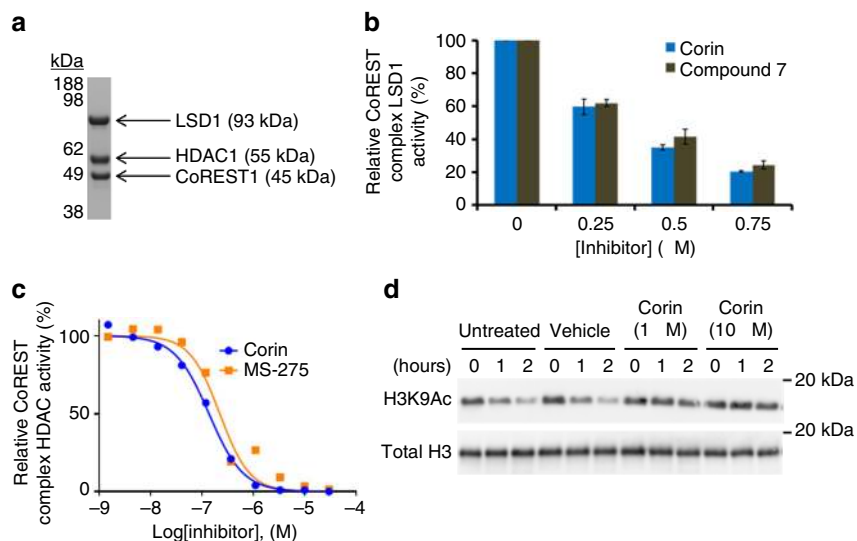 a
kDa
188
98
62
49
38
LSD1 (93 kDa)
HDAC1 (55 kDa)
CoREST1 (45 kDa)
b
Relative CoREST
complex LSD1
activity (%)
100
80
60
40
20
0
Corin
Compound 7
0 0.25 0.5 0.75
[Inhibitor] ( M)
c
Relative CoREST
complex HDAC activity (%)
100
50
0
Corin
MS-275
–9 –8 –7 –6 –5 –4
Log[inhibitor], (M)
d
Untreated Vehicle Corin (1 M) Corin (10 M)
(hours) 0 1 2 0 1 2 0 1 2 0 1 2
20 kDa
H3K9Ac
20 kDa
Total H3